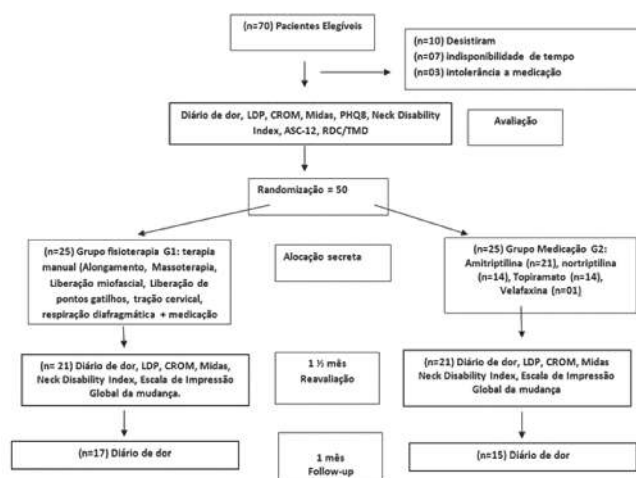 (n=70) Pacientes Elegíveis
(n=10) Desistiram
(n=07) indisponibilidade de tempo
(n=03) intolerância a medicação
Diário de dor, LDP, CROM, Midas, PHQ8, Neck Disability
Index, ASC-12, RDC/TMD
Avaliação
Randomização = 50
(n=25) Grupo fisioterapia G1: terapia
manual (Alongamento, Massoterapia,
Liberação miofascial, Liberação de
pontos gatilhos, tração cervical,
respiração diafragmática + medicação
Alocação secreta
(n=25) Grupo Medicação G2:
Amitriptilina (n=21), nortriptilina
(n=14), Topiramato (n=14),
Velafaxina (n=01)
(n= 21) Diário de dor, LDP, CROM, Midas,
Neck Disability Index, Escala de Impressão
Global da mudança.
1 ½ mês
Reavaliação
(n=21) Diário de dor, LDP, CROM, Midas
Neck Disability Index, Escala de Impressão
Global da mudança
(n=17) Diário de dor
1 mês
Follow-up
(n=15) Diário de dor